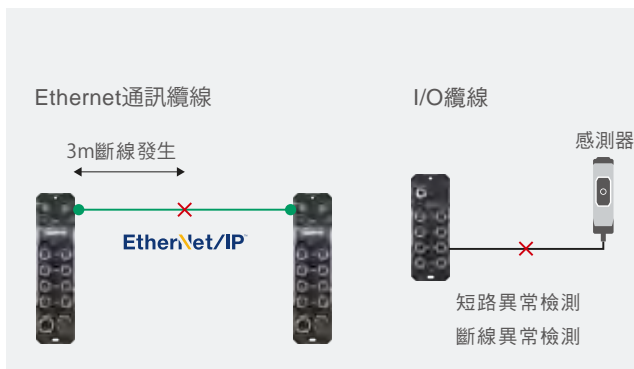 Ethernet通訊纜線
3m斷線發生
EtherNet/IP
I/O纜線
感測器
短路異常檢測
斷線異常檢測